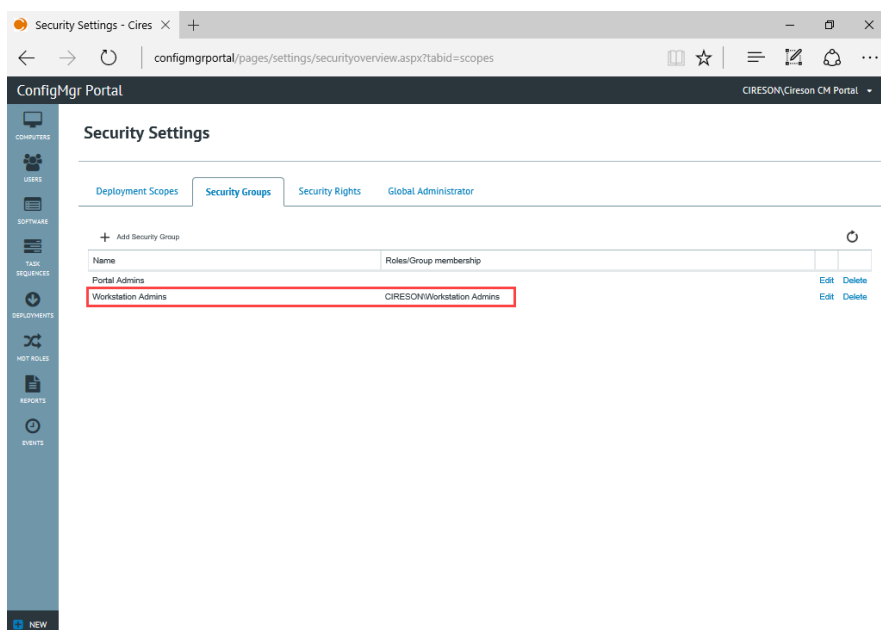 Security Settings - Cires
configmgrportal/pages/settings/securityoverview.aspx?tabid=scopes
ConfigMgr Portal
CIRESON\Cireson CM Portal
COMPUTERS
USERS
SOFTWARE
TASK
SEQUENCES
DEPLOYMENTS
MDT ROLES
REPORTS
EVENTS
NEW
Security Settings
Deployment Scopes Security Groups Security Rights Global Administrator
+ Add Security Group
Name Roles/Group membership
Portal Admins Edit Delete
Workstation Admins CIRESON\Workstation Admins Edit Delete